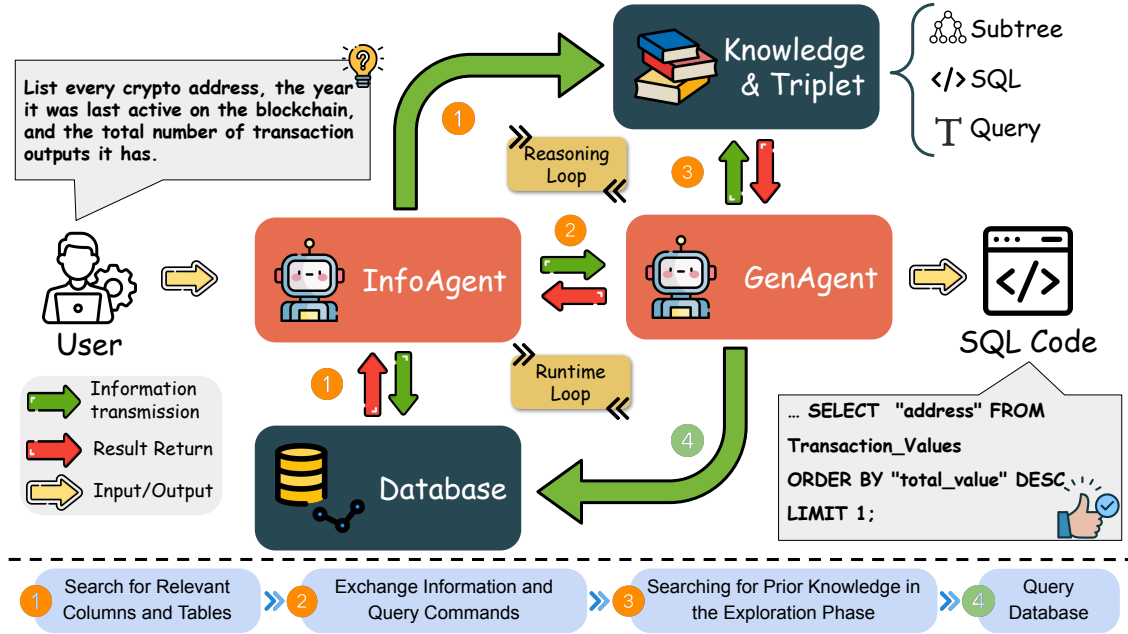 List every crypto address, the year
it was last active on the blockchain,
and the total number of transaction
outputs it has.
?
1
Knowledge
& Triplet
Subtree
</> SQL
T Query
Reasoning
Loop
3
2
User
InfoAgent
GenAgent
</>
SQL Code
1
Runtime
Loop
4
Information
transmission
Result Return
Input/Output
Database
... SELECT "address" FROM
Transaction_Values
ORDER BY "total_value" DESC
LIMIT 1;
1
Search for Relevant
Columns and Tables
2
Exchange Information and
Query Commands
3
Searching for Prior Knowledge in
the Exploration Phase
4
Query
Database